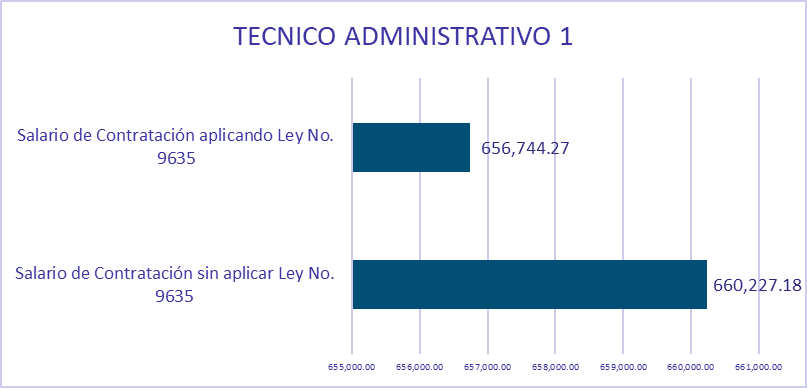 TECNICO ADMINISTRATIVO 1
Salario de Contratación aplicando Ley No.
9635
656,744.27
Salario de Contratación sin aplicar Ley No.
9635
660,227.18
655,000.00 656,000.00 657,000.00 658,000.00 659,000.00 660,000.00 661,000.00